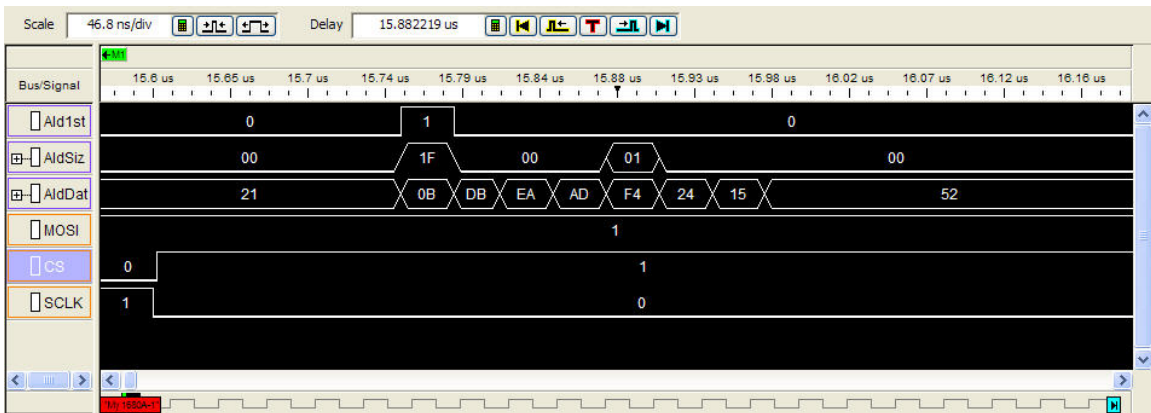 Scale 46.8 ns/div Delay 15.882219 us T
M1
Bus/Signal 15.6 us 15.65 us 15.7 us 15.74 us 15.79 us 15.84 us 15.88 us 15.93 us 15.98 us 16.02 us 16.07 us 16.12 us 16.16 us
Ald1st 0 1 0
AldSiz 00 1F 00 01 00
AldDat 21 0B DB EA AD F4 24 15 52
MOSI 1
CS 0 1
SCLK 1 0
"My 1680A-1"